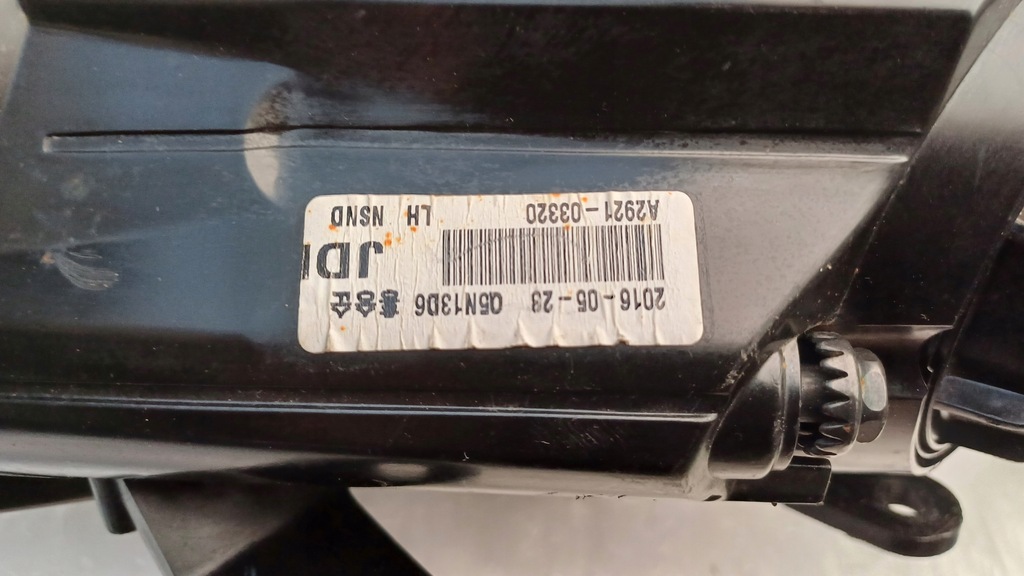 2016-05-23 Q5N13D6
JDI
A2921-03320 LH NSND